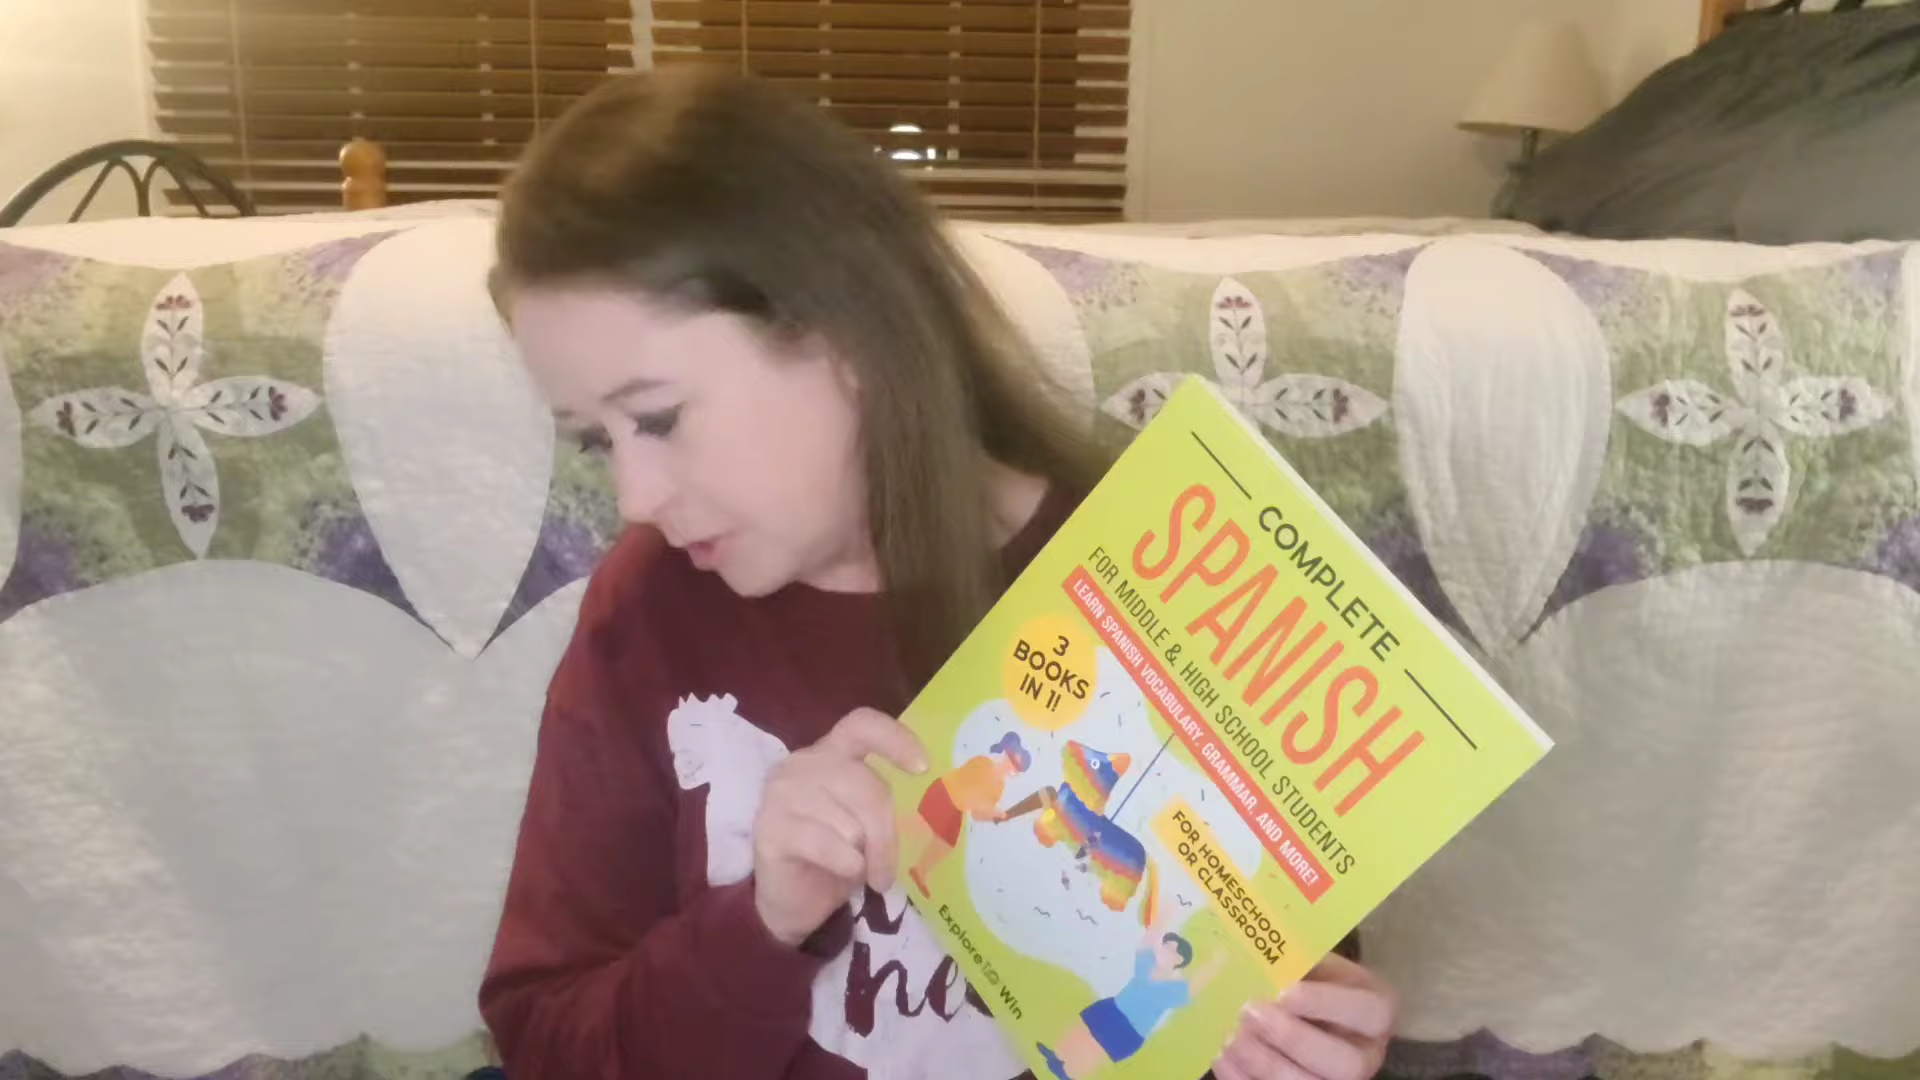 COMPLETE
SPANISH
FOR MIDDLE & HIGH SCHOOL STUDENTS
LEARN SPANISH VOCABULARY, GRAMMAR, AND MORE!
3
BOOKS
IN 1!
FOR HOMESCHOOL
OR CLASSROOM
ExploreTo Win